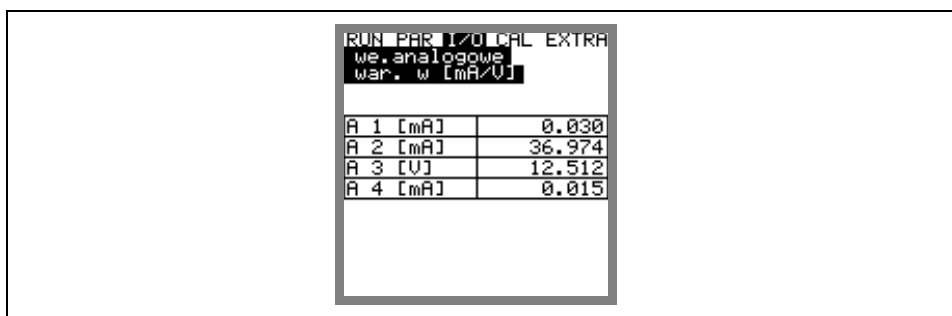 RUN PAR I/O CAL EXTRA
we.analogowe
war. w [mA/V]
A 1 [mA] 0.030
A 2 [mA] 36.974
A 3 [V] 12.512
A 4 [mA] 0.015